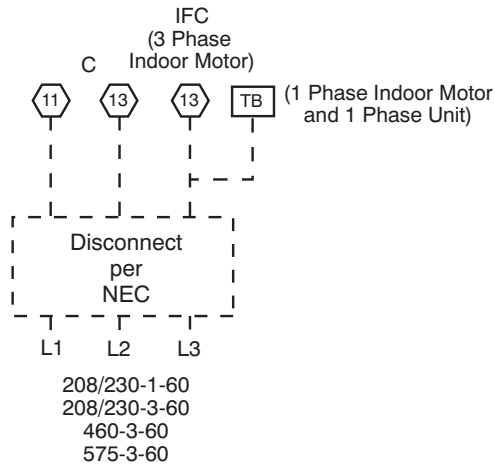 IFC
(3 Phase
Indoor Motor)
C
11
13
13
TB
(1 Phase Indoor Motor
and 1 Phase Unit)
Disconnect
per
NEC
L1
L2
L3
208/230-1-60
208/230-3-60
460-3-60
575-3-60